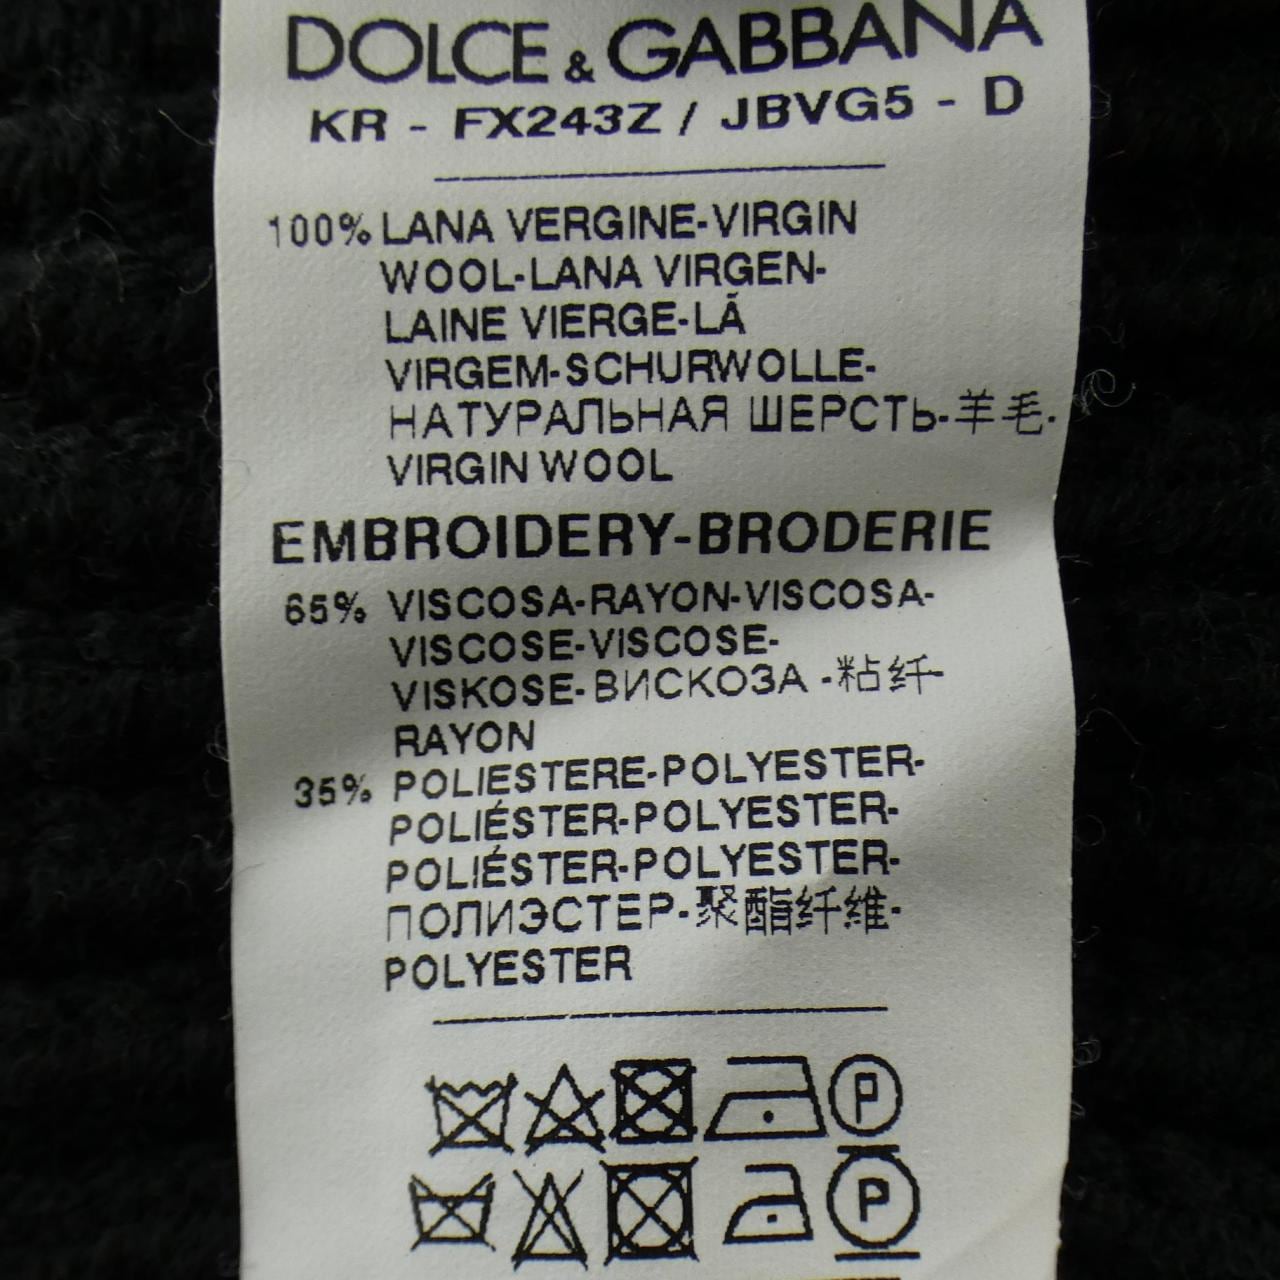 DOLCE & GABBANA
KR - FX243Z / JBVG5 - D
100% LANA VERGINE-VIRGIN
WOOL-LANA VIRGEN-
LAINE VIERGE-LÃ
VIRGEM-SCHURWOLLE-
НАТУРАЛЬНАЯ ШЕРСТЬ-羊毛-
VIRGIN WOOL
EMBROIDERY-BRODERIE
65% VISCOSA-RAYON-VISCOSA-
VISCOSE-VISCOSE-
VISKOSE-ВИСКОЗА -粘纤-
RAYON
35% POLIESTERE-POLYESTER-
POLIÉSTER-POLYESTER-
POLIÉSTER-POLYESTER-
ПОЛИЭСТЕР-聚酯纤维-
POLYESTER
P
P